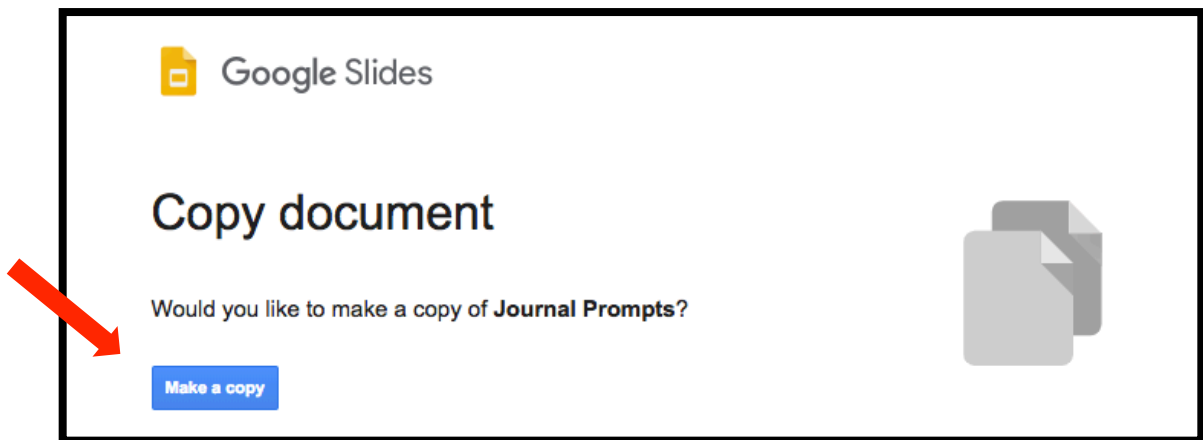 Google Slides
Copy document
Would you like to make a copy of Journal Prompts?
Make a copy